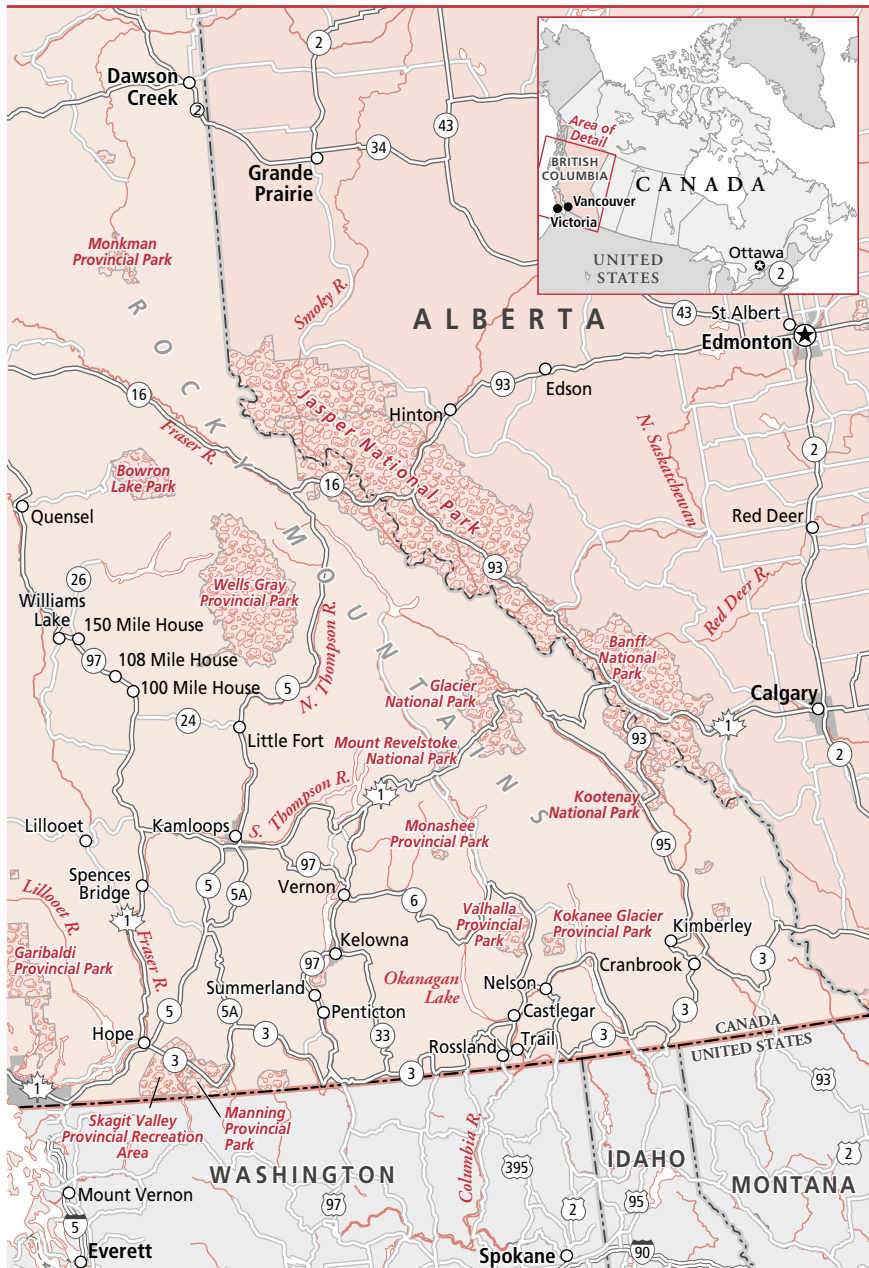 2
Dawson
Creek
2
43
34
Grande
Prairie
Area of
Detail
BRITISH
COLUMBIA
CANADA
Vancouver
Victoria
UNITED
STATES
Ottawa
2
Monkman
Provincial Park
Smoky R.
ALBERTA
43
St Albert
Edmonton
ROCKY MOUNTAINS
93
Edson
Hinton
16
Fraser R.
Jasper National Park
N. Saskatchewan
2
Bowron
Lake Park
16
Quensel
Red Deer
93
26
Wells Gray
Provincial Park
Red Deer R.
Williams
Lake
150 Mile House
97
108 Mile House
100 Mile House
N. Thompson R.
5
Banff
National
Park
Glacier
National Park
Calgary
24
Little Fort
1
93
2
Mount Revelstoke
National Park
S. Thompson R.
1
Kootenay
National Park
Lillooet
Kamloops
Monashee
Provincial Park
95
97
Spences
Bridge
5
5A
Vernon
6
Lillooet R.
1
Fraser R.
Valhalla
Provincial
Park
Kokanee Glacier
Provincial Park
Kimberley
Garibaldi
Provincial Park
Kelowna
97
Cranbrook
3
Okanagan
Lake
Summerland
Nelson
5
5A
Penticton
Castlegar
3
Hope
3
33
3
Trail
Rossland
3
3
CANADA
UNITED STATES
1
93
Skagit Valley
Provincial Recreation
Area
Manning
Provincial
Park
Columbia R.
WASHINGTON
395
IDAHO
2
MONTANA
Mount Vernon
97
2
95
5
Everett
Spokane
90